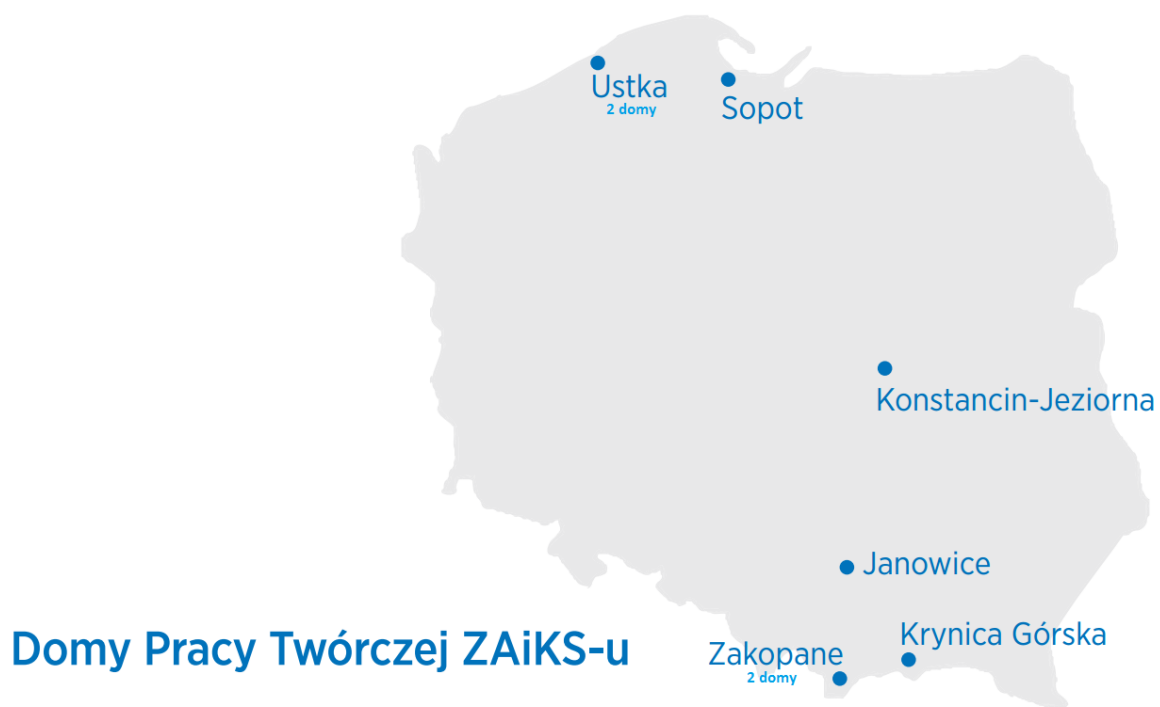 Ustka
2 domy
Sopot
Konstancin-Jeziorna
Janowice
Krynica Górska
Domy Pracy Twórczej ZAiKS-u
Zakopane
2 domy